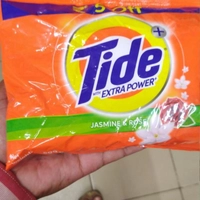 Tide
WITH EXTRA POWER
JASMINE & ROSE